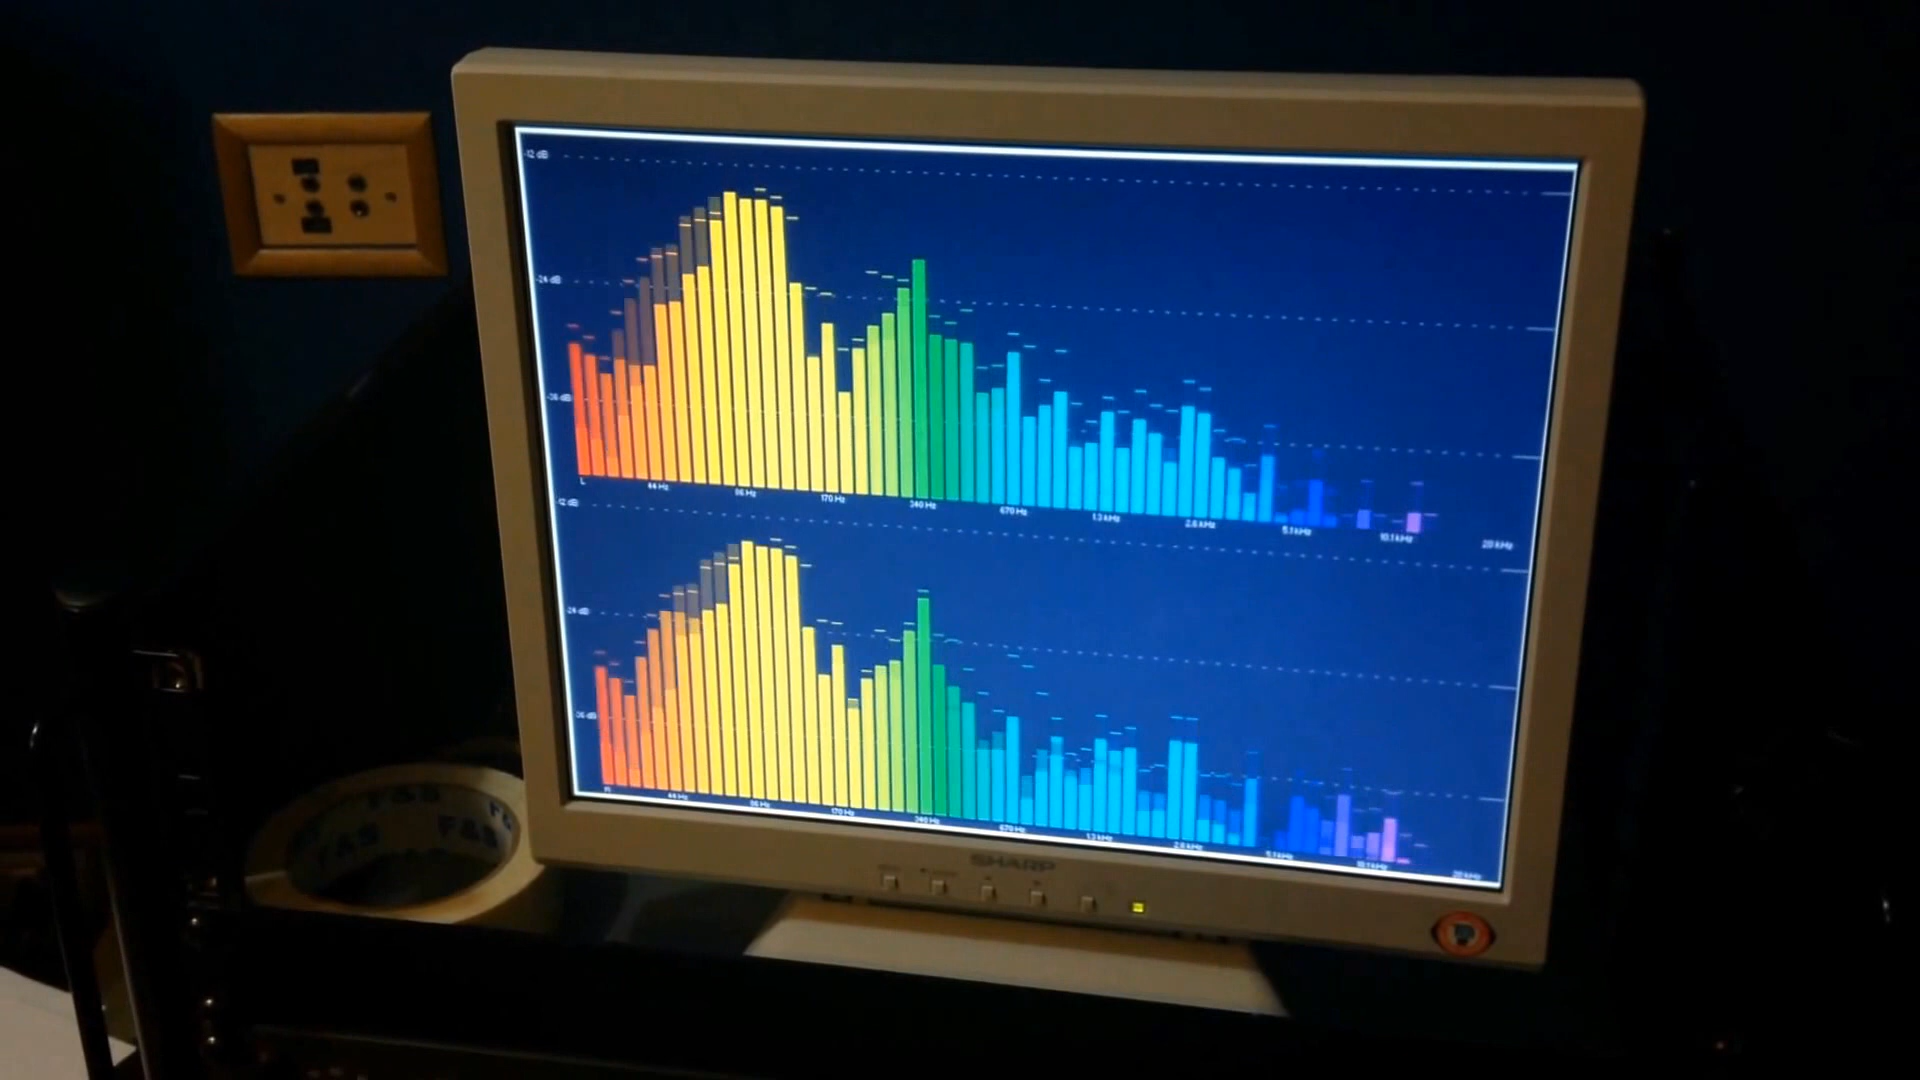 -12 dB
-24 dB
-36 dB
L 44 Hz 86 Hz 170 Hz 340 Hz 670 Hz 1.3 kHz 2.6 kHz 5.1 kHz 10.1 kHz 20 kHz
-12 dB
-24 dB
-36 dB
R 44 Hz 86 Hz 170 Hz 340 Hz 670 Hz 1.3 kHz 2.6 kHz 5.1 kHz 10.1 kHz 20 kHz
SHARP
F&S F&S F&S